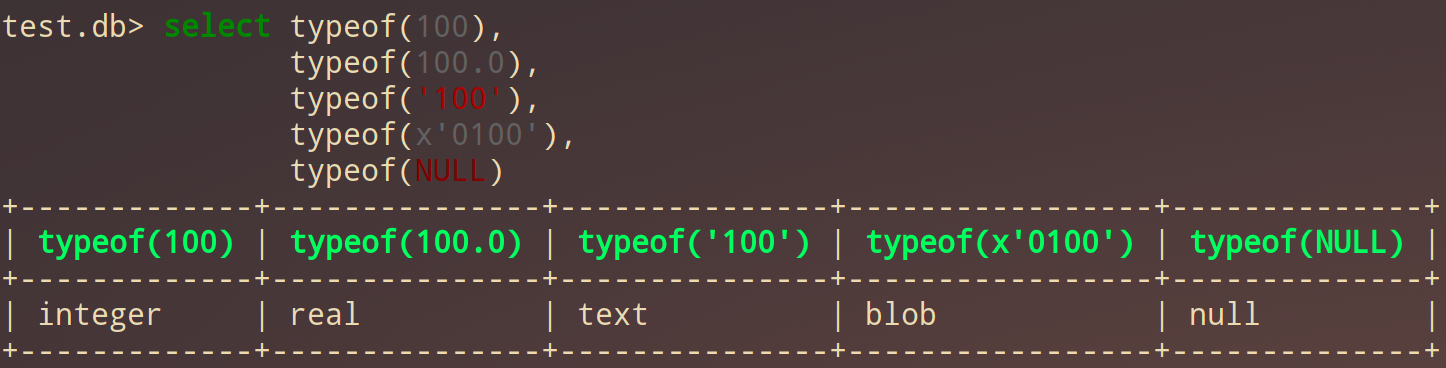 test.db> select typeof(100),
                typeof(100.0),
                typeof('100'),
                typeof(x'0100'),
                typeof(NULL)
+-------------+---------------+---------------+-----------------+--------------+
| typeof(100) | typeof(100.0) | typeof('100') | typeof(x'0100') | typeof(NULL) |
+-------------+---------------+---------------+-----------------+--------------+
| integer     | real          | text          | blob            | null         |
+-------------+---------------+---------------+-----------------+--------------+